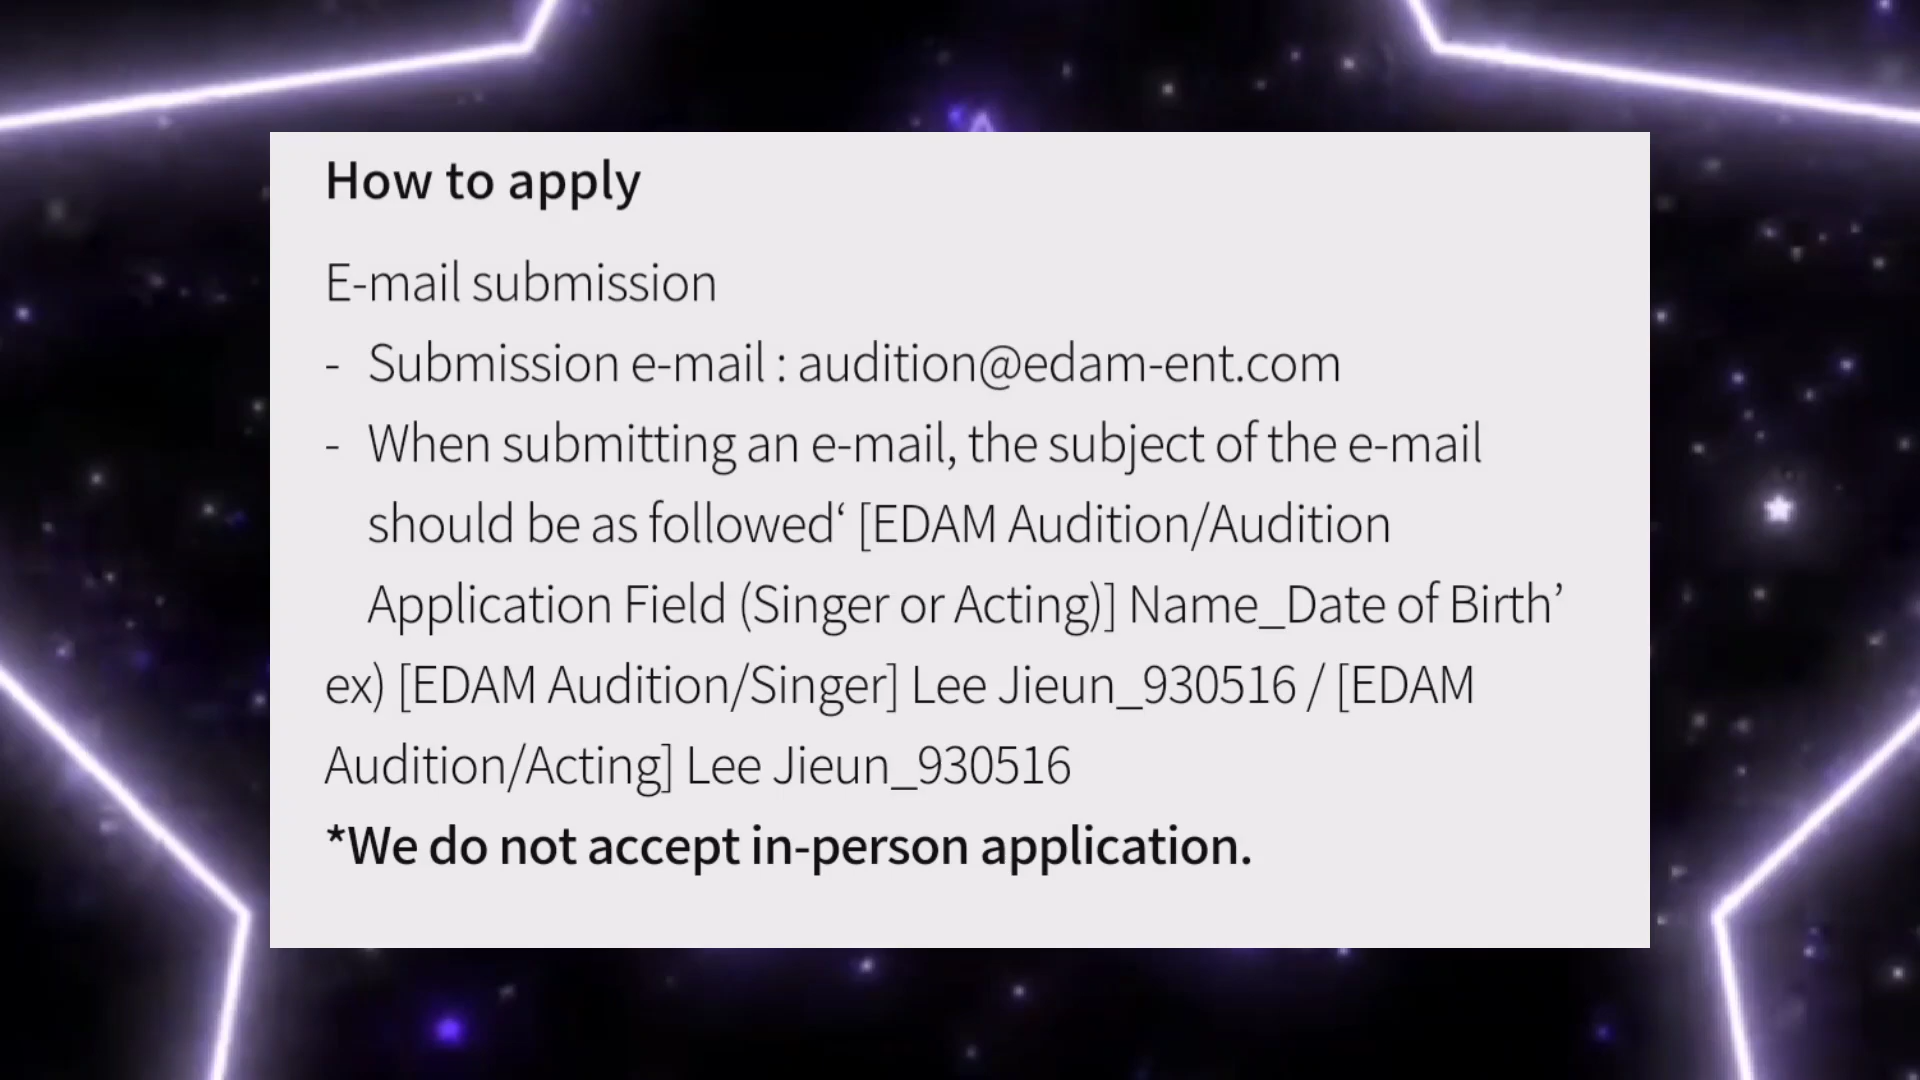 How to apply
E-mail submission
- Submission e-mail : audition@edam-ent.com
- When submitting an e-mail, the subject of the e-mail
should be as followed‘ [EDAM Audition/Audition
Application Field (Singer or Acting)] Name_Date of Birth’
ex) [EDAM Audition/Singer] Lee Jieun_930516 / [EDAM
Audition/Acting] Lee Jieun_930516
*We do not accept in-person application.